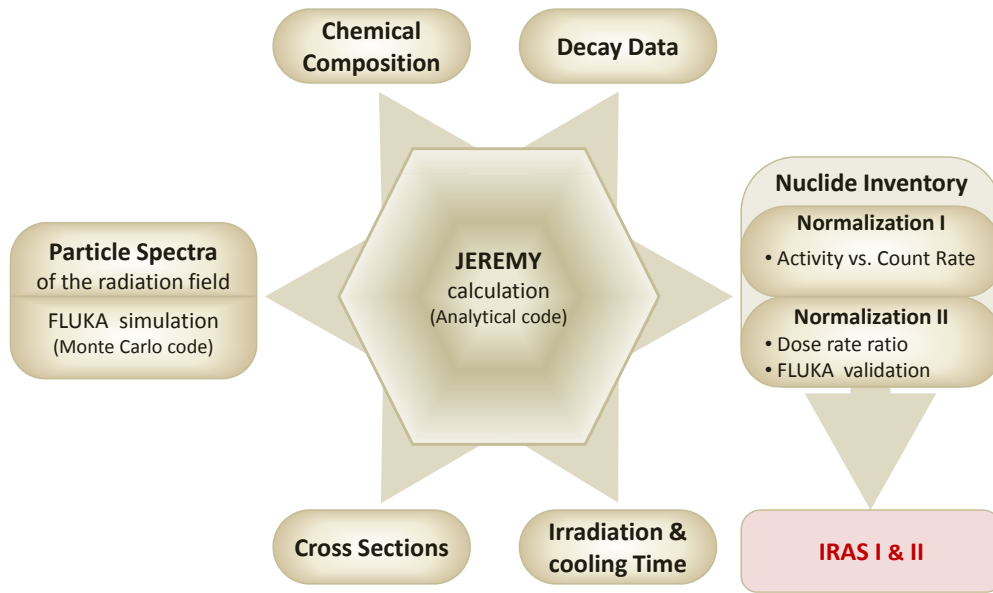 Chemical
Composition
Decay Data
Particle Spectra
of the radiation field
FLUKA simulation
(Monte Carlo code)
JEREMY
calculation
(Analytical code)
Nuclide Inventory
Normalization I
• Activity vs. Count Rate
Normalization II
• Dose rate ratio
• FLUKA validation
Cross Sections
Irradiation &
cooling Time
IRAS I & II